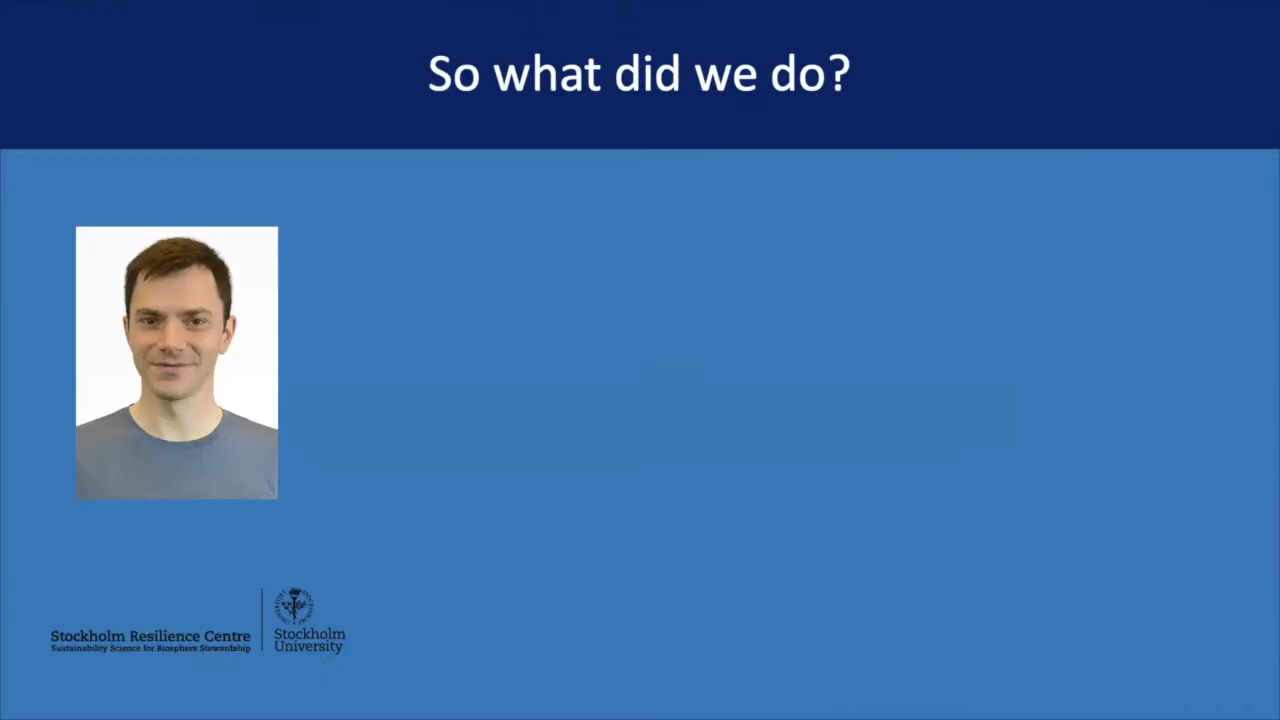 So what did we do?
Stockholm Resilience Centre
Sustainability Science for Biosphere Stewardship
Stockholm
University